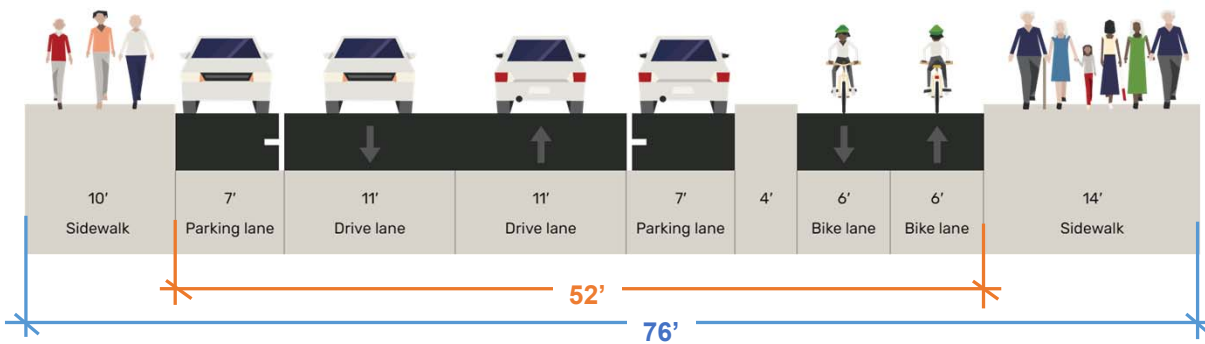 10′ 7′ 11′ 11′ 7′ 4′ 6′ 6′ 14′
Sidewalk Parking lane Drive lane Drive lane Parking lane Bike lane Bike lane Sidewalk
52’
76’